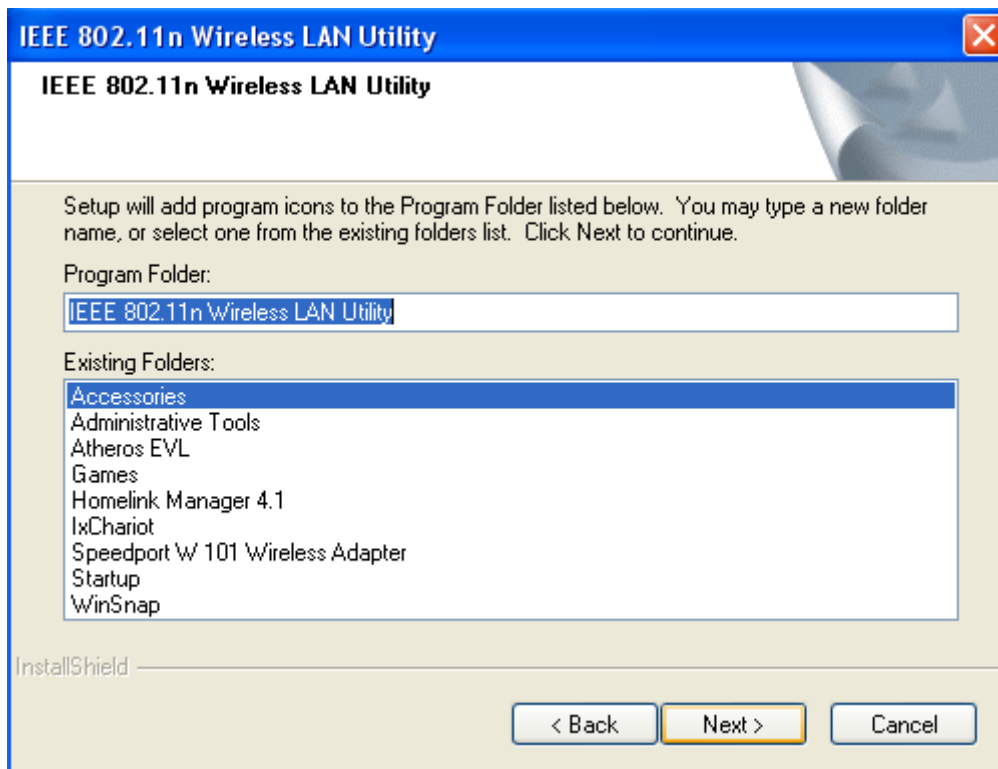 IEEE 802.11n Wireless LAN Utility
IEEE 802.11n Wireless LAN Utility
Setup will add program icons to the Program Folder listed below.  You may type a new folder
name, or select one from the existing folders list.  Click Next to continue.
Program Folder:
IEEE 802.11n Wireless LAN Utility
Existing Folders:
Accessories
Administrative Tools
Atheros EVL
Games
Homelink Manager 4.1
IxChariot
Speedport W 101 Wireless Adapter
Startup
WinSnap
InstallShield
< Back
Next >
Cancel